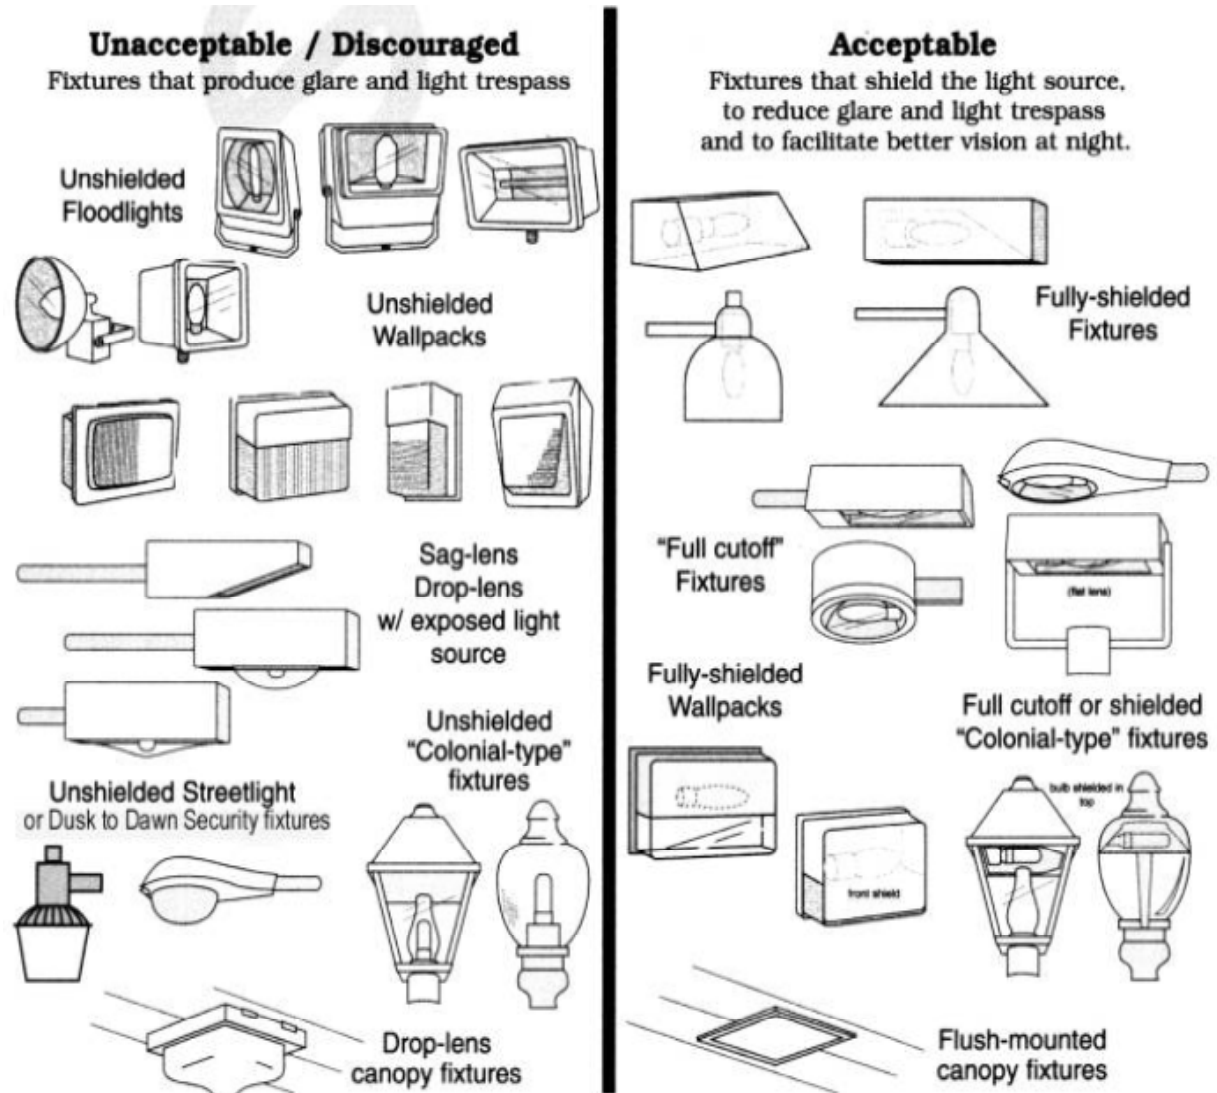 Unacceptable / Discouraged
Fixtures that produce glare and light trespass
Unshielded
Floodlights
Unshielded
Wallpacks
Sag-lens
Drop-lens
w/ exposed light
source
Unshielded
"Colonial-type"
fixtures
Unshielded Streetlight
or Dusk to Dawn Security fixtures
Drop-lens
canopy fixtures
Acceptable
Fixtures that shield the light source,
to reduce glare and light trespass
and to facilitate better vision at night.
Fully-shielded
Fixtures
"Full cutoff"
Fixtures
(flat lens)
Fully-shielded
Wallpacks
Full cutoff or shielded
"Colonial-type" fixtures
bulb shielded in
top
front shield
Flush-mounted
canopy fixtures